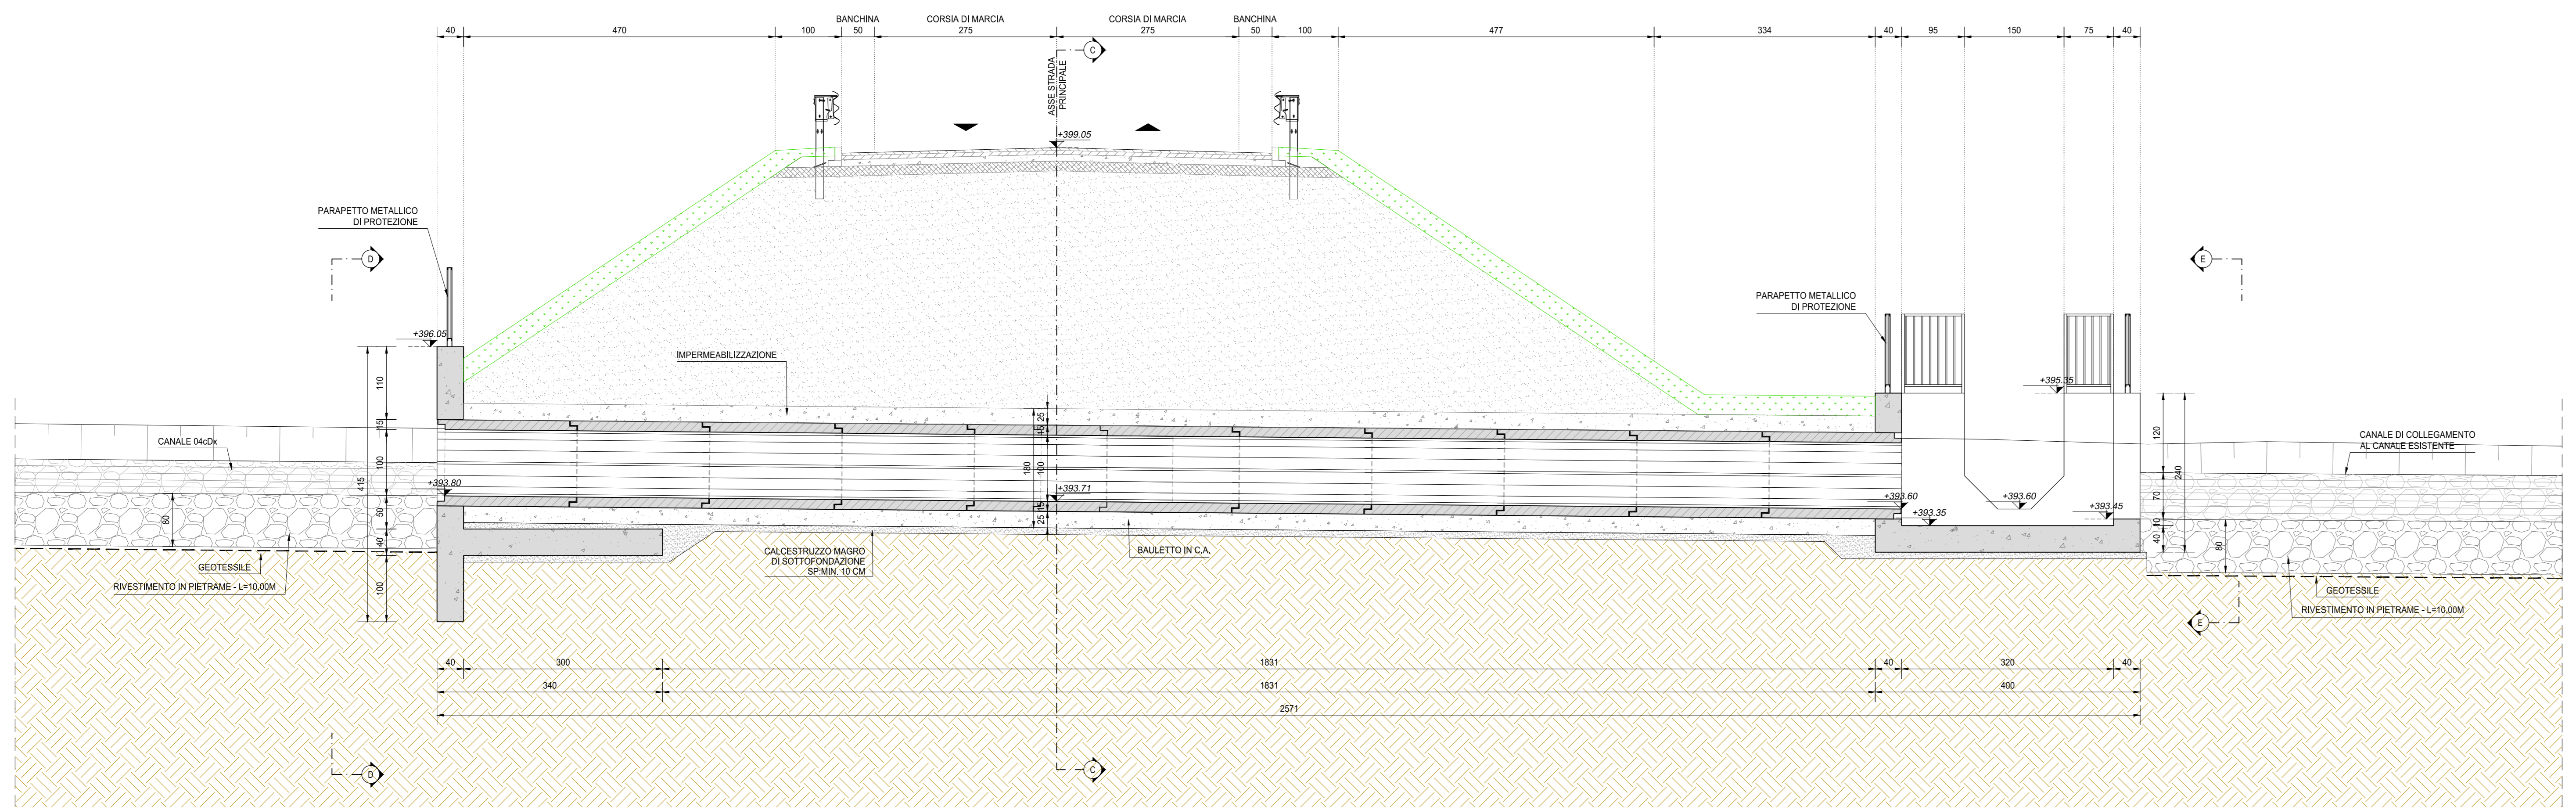 BANCHINA CORSIA DI MARCIA CORSIA DI MARCIA BANCHINA
40 470 100 50 275 275 50 100 477 334 40 95 150 75 40
C
ASSE STRADA
PRINCIPALE
+399.05
PARAPETTO METALLICO
DI PROTEZIONE
D
E
PARAPETTO METALLICO
DI PROTEZIONE
+396.05
IMPERMEABILIZZAZIONE
+395.35
110
15
100
50
40
100
415
25
15
100
15
25
180
120
70
10
40
240
CANALE 04cDx
CANALE DI COLLEGAMENTO
AL CANALE ESISTENTE
+393.80
+393.71
+393.60
+393.60
+393.35
+393.45
80
80
GEOTESSILE
RIVESTIMENTO IN PIETRAME - L=10,00M
CALCESTRUZZO MAGRO
DI SOTTOFONDAZIONE
SP.MIN. 10 CM
BAULETTO IN C.A.
GEOTESSILE
RIVESTIMENTO IN PIETRAME - L=10,00M
E
40 300 1831 40 320 40
340 1831 400
2571
D
C